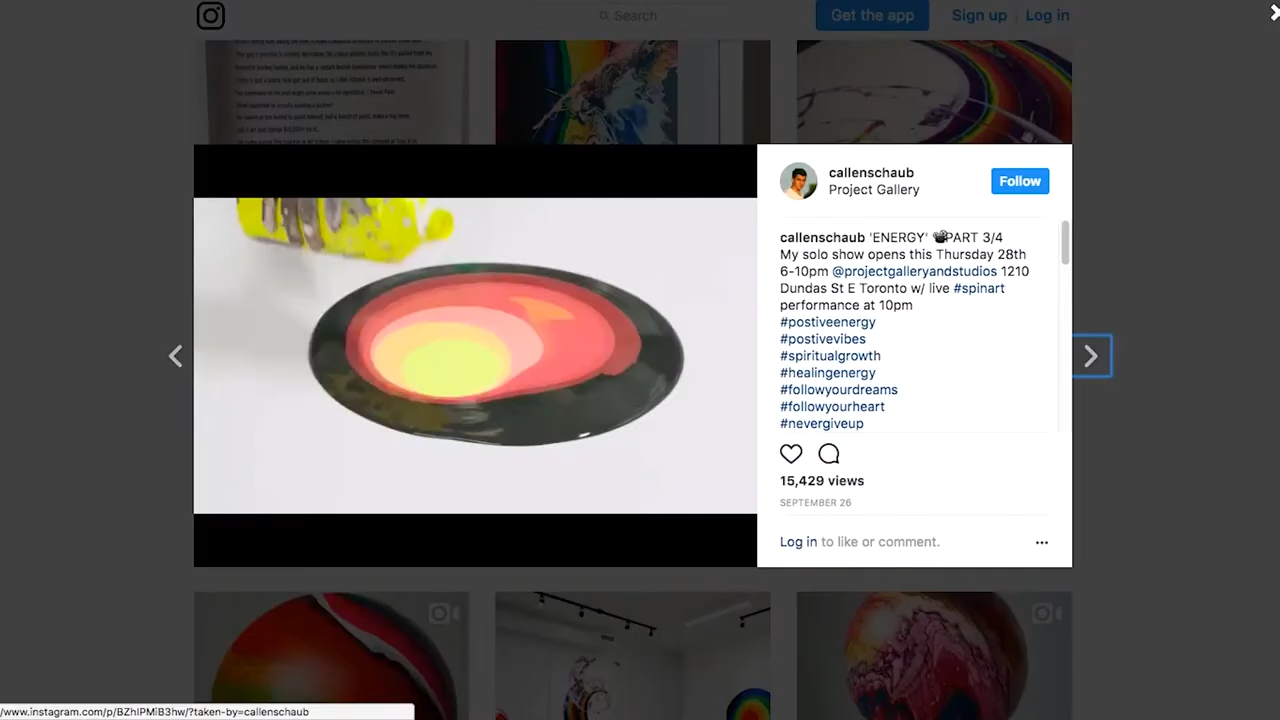 Search
Get the app
Sign up
Log in
callenschaub
Project Gallery
Follow
callenschaub 'ENERGY' 📽PART 3/4
My solo show opens this Thursday 28th
6-10pm @projectgalleryandstudios 1210
Dundas St E Toronto w/ live #spinart
performance at 10pm
#postiveenergy
#postivevibes
#spiritualgrowth
#healingenergy
#followyourdreams
#followyourheart
#nevergiveup
15,429 views
SEPTEMBER 26
Log in to like or comment.
/www.instagram.com/p/BZhIPMiB3hw/?taken-by=callenschaub